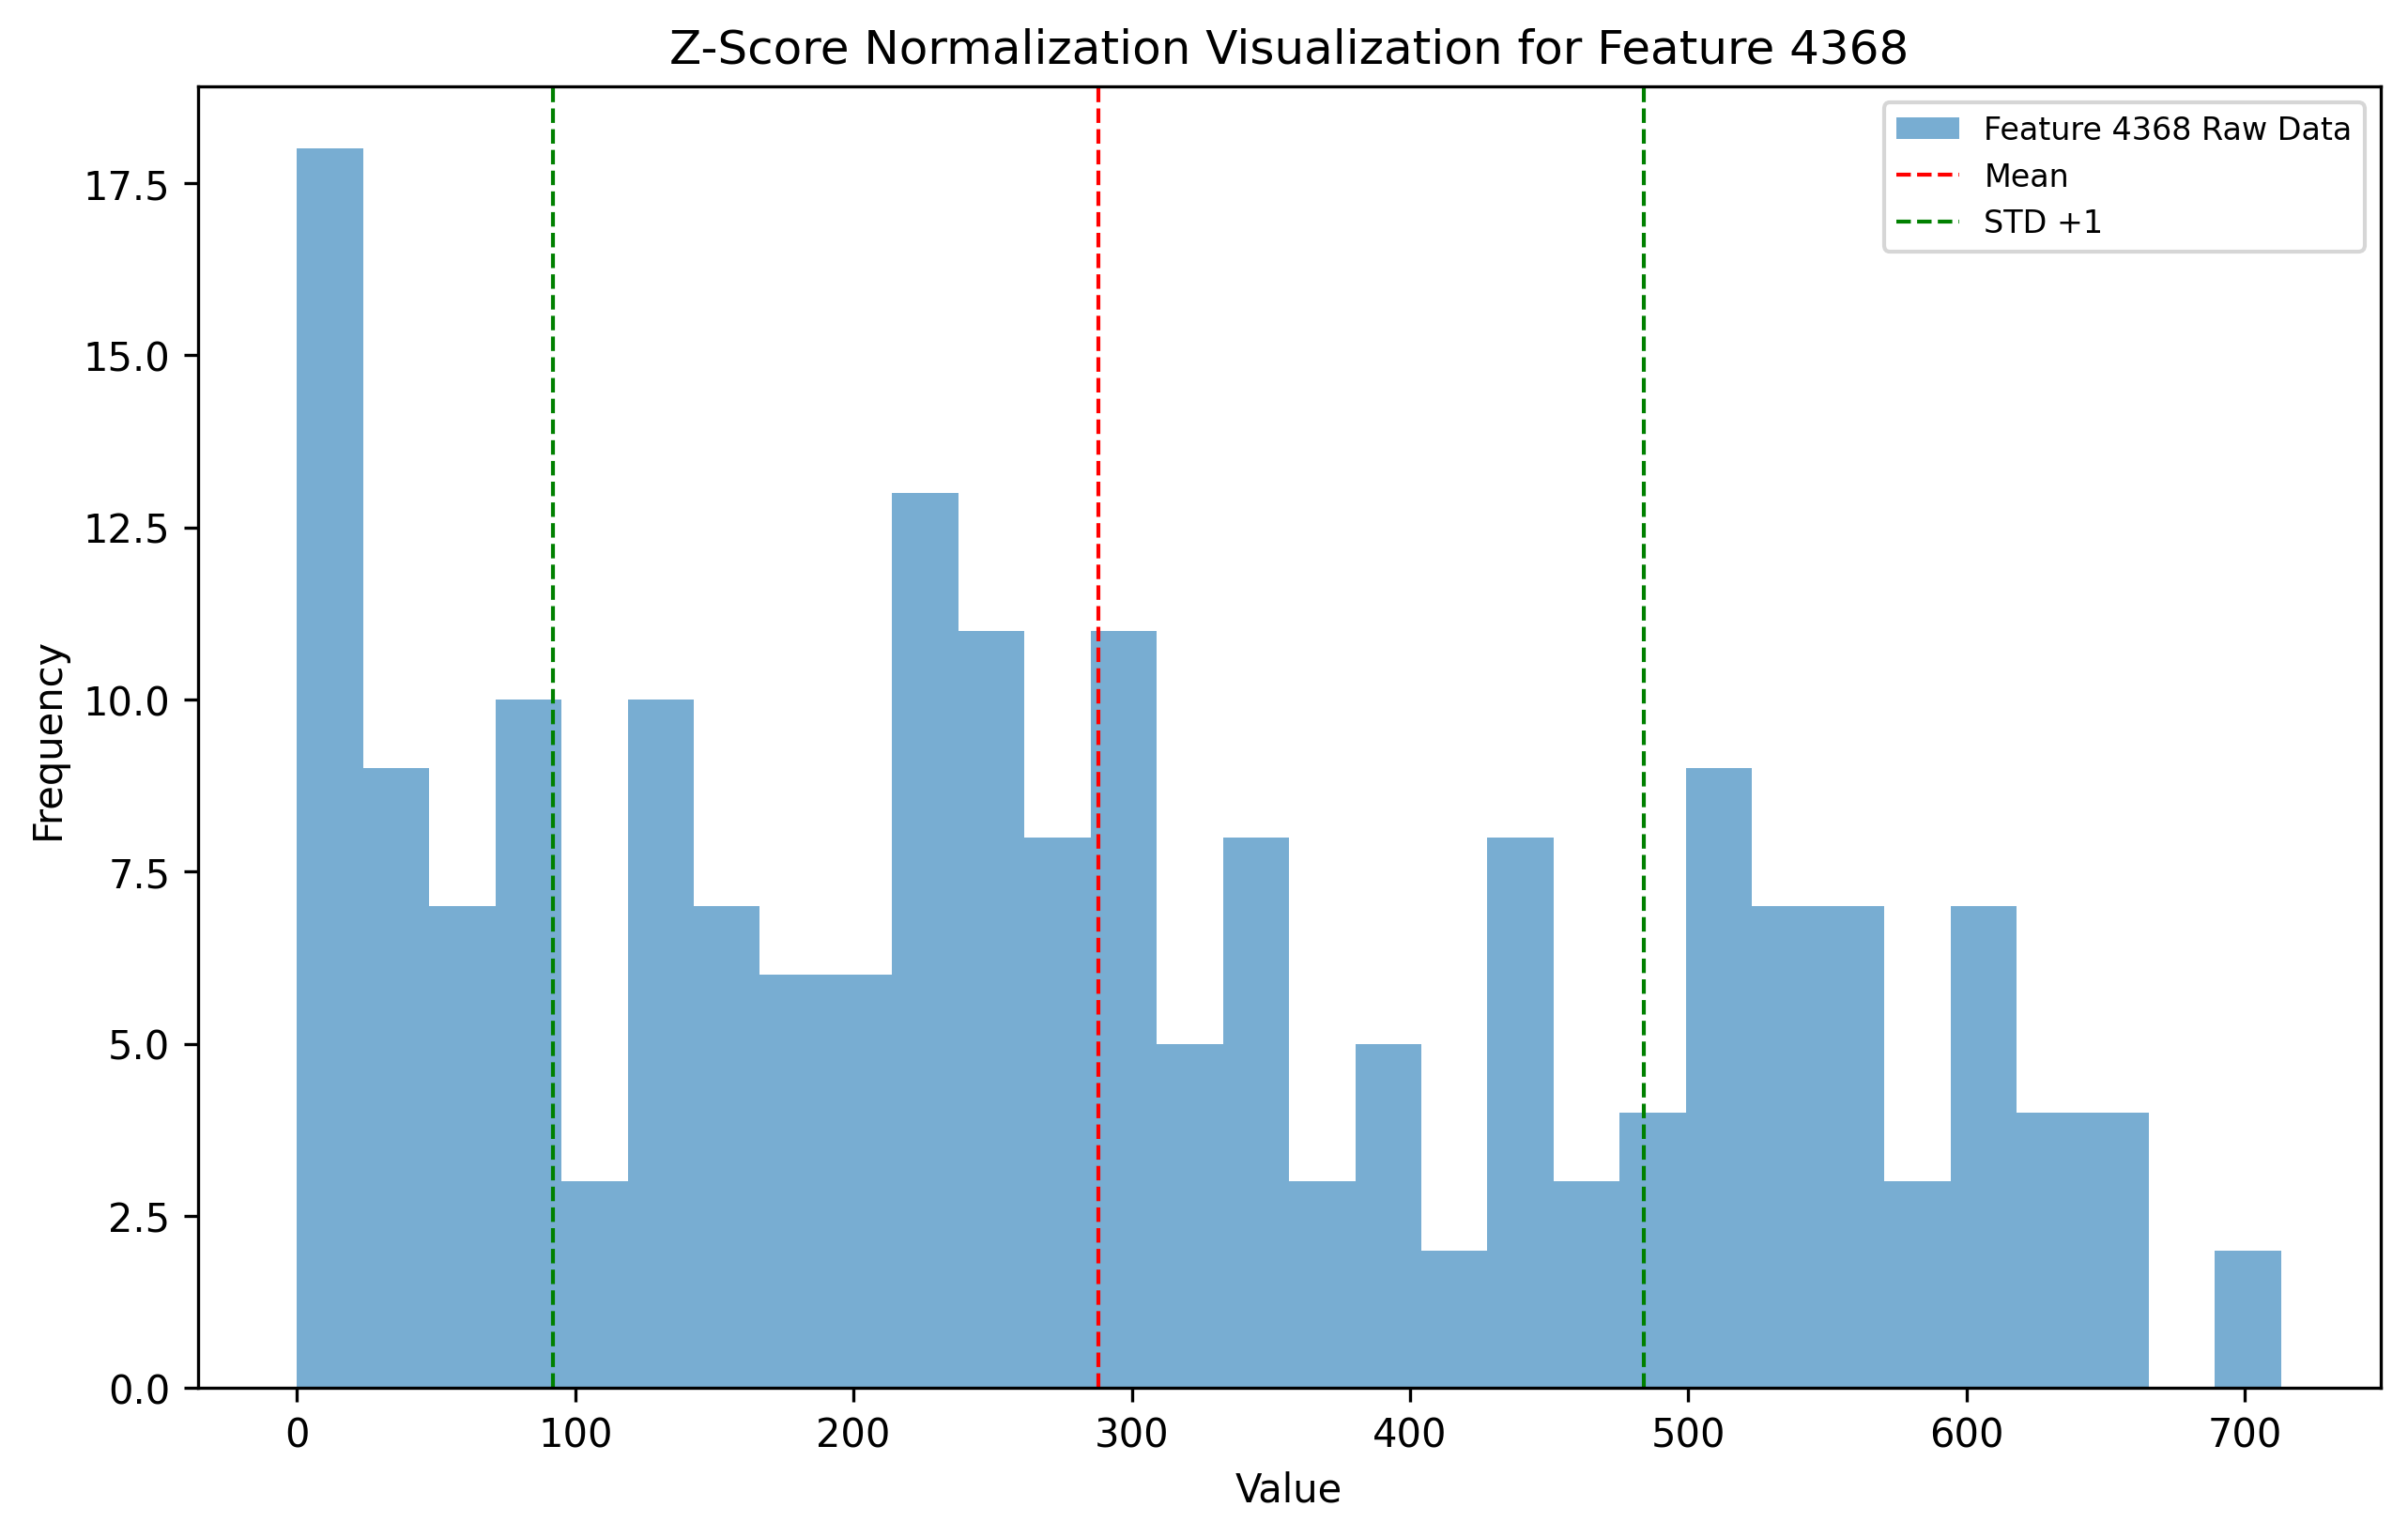 Z-Score Normalization Visualization for Feature 4368
Feature 4368 Raw Data
Mean
STD +1
Frequency
17.5
15.0
12.5
10.0
7.5
5.0
2.5
0.0
0 100 200 300 400 500 600 700
Value